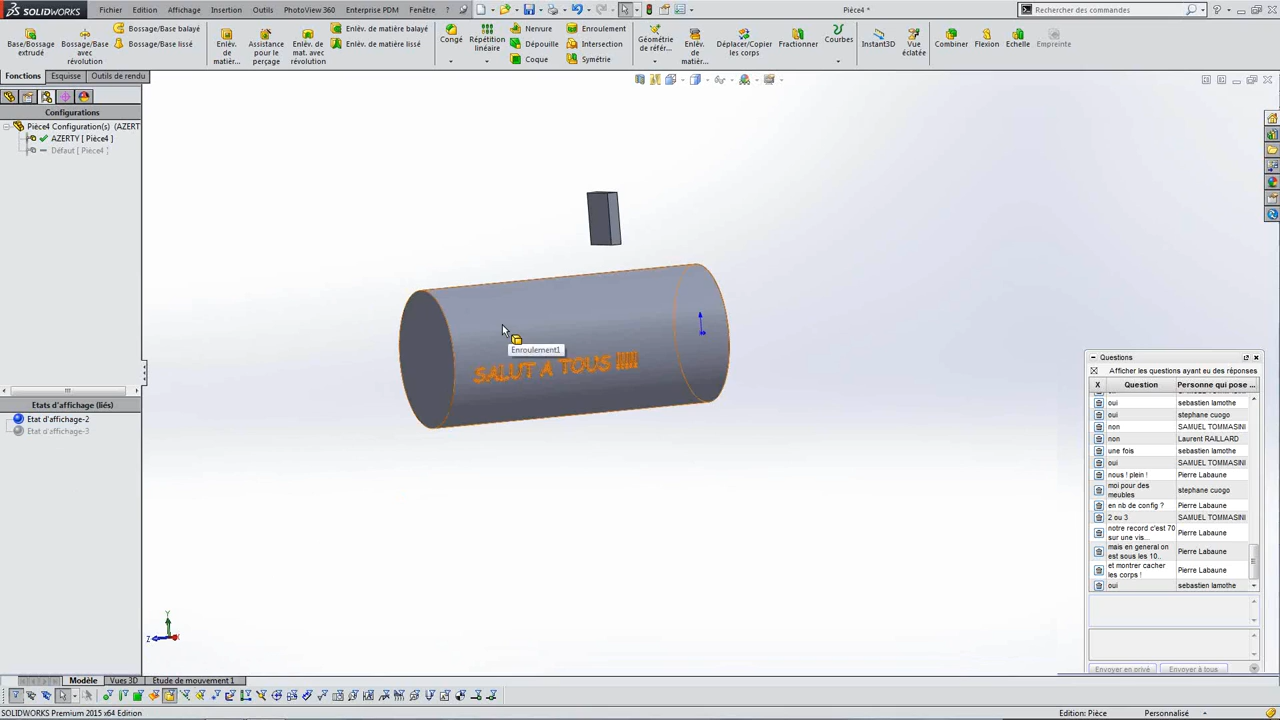 SOLIDWORKS
Fichier Edition Affichage Insertion Outils PhotoView 360 Enterprise PDM Fenêtre
Pièce4 *
Rechercher des commandes
Base/Bossage extrudé
Base/Bossage avec révolution
Bossage/Base balayé
Bossage/Base lissé
Enlèv. de matièr...
Assistance pour le perçage
Enlèv. de mat. avec révolution
Enlèv. de matière balayé
Enlèv. de matière lissé
Congé
Répétition linéaire
Nervure
Dépouille
Coque
Enroulement
Intersection
Symétrie
Géométrie de référ...
Enlèv. de matièr...
Déplacer/Copier les corps
Fractionner
Courbes
Instant3D
Vue éclatée
Combiner
Flexion
Echelle
Empreinte
Fonctions Esquisse Outils de rendu
Configurations
Pièce4 Configuration(s) (AZERT
AZERTY [ Pièce4 ]
Défaut [ Pièce4 ]
Etats d'affichage (liés)
Etat d'affichage-2
Etat d'affichage-3
Enroulement1
SALUT A TOUS !!!!!
Y
Z
Questions
Afficher les questions ayant eu des réponses
X Question Personne qui pose ...
oui sebastien lamothe
oui stephane cuogo
non SAMUEL TOMMASINI
non Laurent RAILLARD
une fois sebastien lamothe
oui SAMUEL TOMMASINI
nous ! plein ! Pierre Labaune
moi pour des meubles stephane cuogo
en nb de config ? Pierre Labaune
2 ou 3 SAMUEL TOMMASINI
notre record c'est 70 sur une vis... Pierre Labaune
mais en general on est sous les 10.. Pierre Labaune
et montrer cacher les corps ! Pierre Labaune
oui sebastien lamothe
Envoyer en privé Envoyer à tous
Modèle Vues 3D Etude de mouvement 1
SOLIDWORKS Premium 2015 x64 Edition
Edition: Pièce
Personnalisé